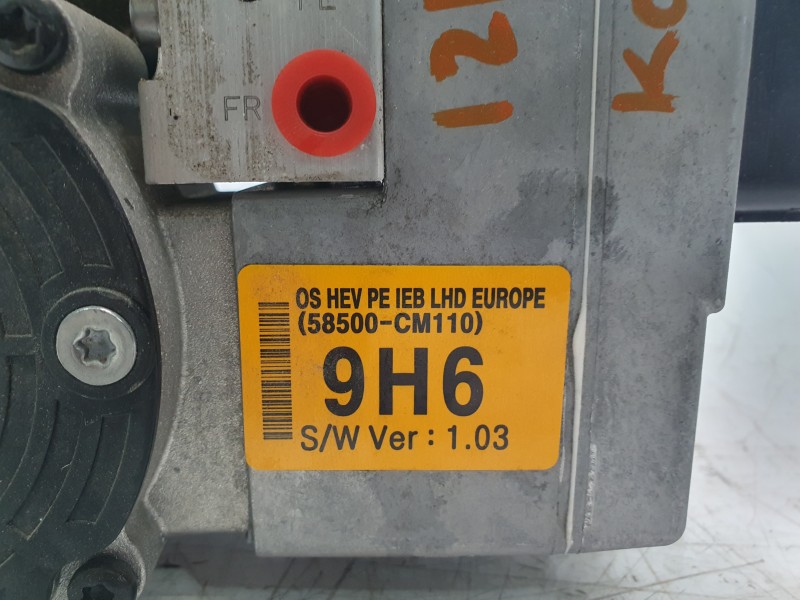 FR
OS HEV PE IEB LHD EUROPE
(58500-CM110)
9H6
S/W Ver : 1.03